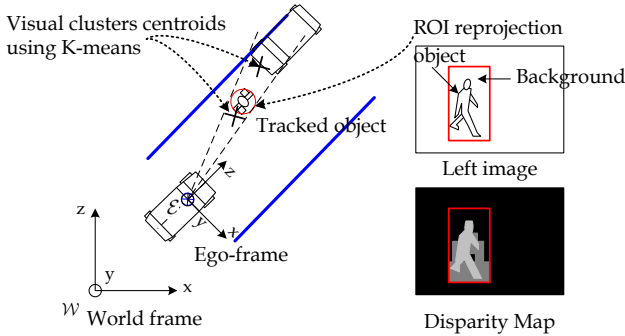 Visual clusters centroids
using K-means
ROI reprojection
object
Background
Tracked object
Left image
z
ℰ
y
x
Ego-frame
z
y
x
𝒲
World frame
Disparity Map